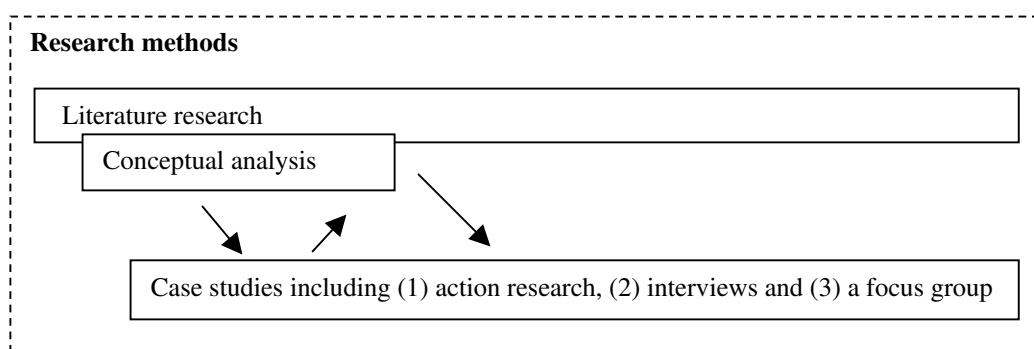 Research methods
Literature research
Conceptual analysis
Case studies including (1) action research, (2) interviews and (3) a focus group